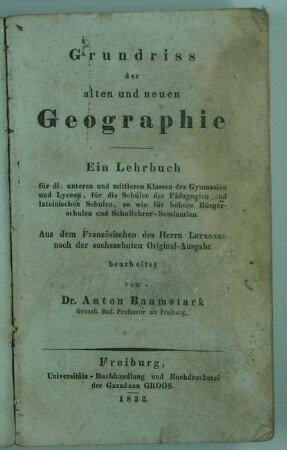 Grundriss
der
alten und neuen
Geographie
Ein Lehrbuch
für die unteren und mittleren Klassen der Gymnasien
und Lyceen, für die Schüler der Pädagogien und
lateinischen Schulen, so wie für höhere Bürger-
schulen und Schullehrer-Seminarien.
Aus dem Französischen des Herrn Letronne
nach der sechszehnten Original-Ausgabe
bearbeitet
von
Dr. Anton Baumstark
Grossh. Bad. Professor zu Freiburg.
Freiburg,
Universitäts-Buchhandlung und Buchdruckerei
der Gebrüder GROOS.
1833.